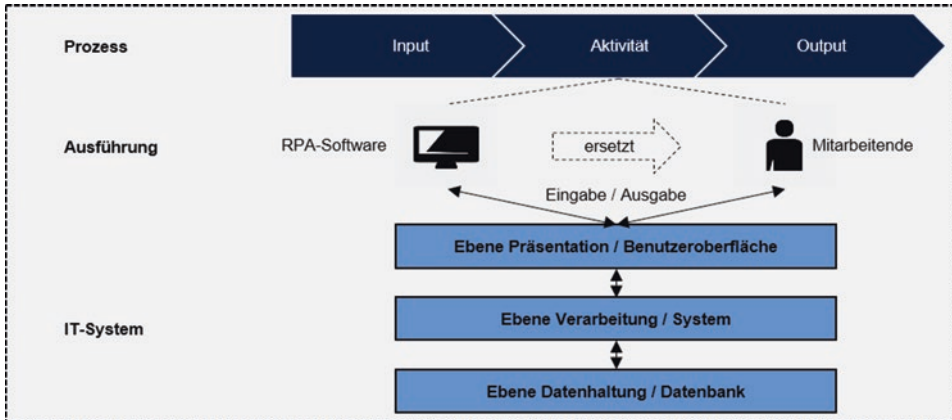 Prozess
Input
Aktivität
Output
Ausführung
RPA-Software
ersetzt
Mitarbeitende
Eingabe / Ausgabe
Ebene Präsentation / Benutzeroberfläche
IT-System
Ebene Verarbeitung / System
Ebene Datenhaltung / Datenbank